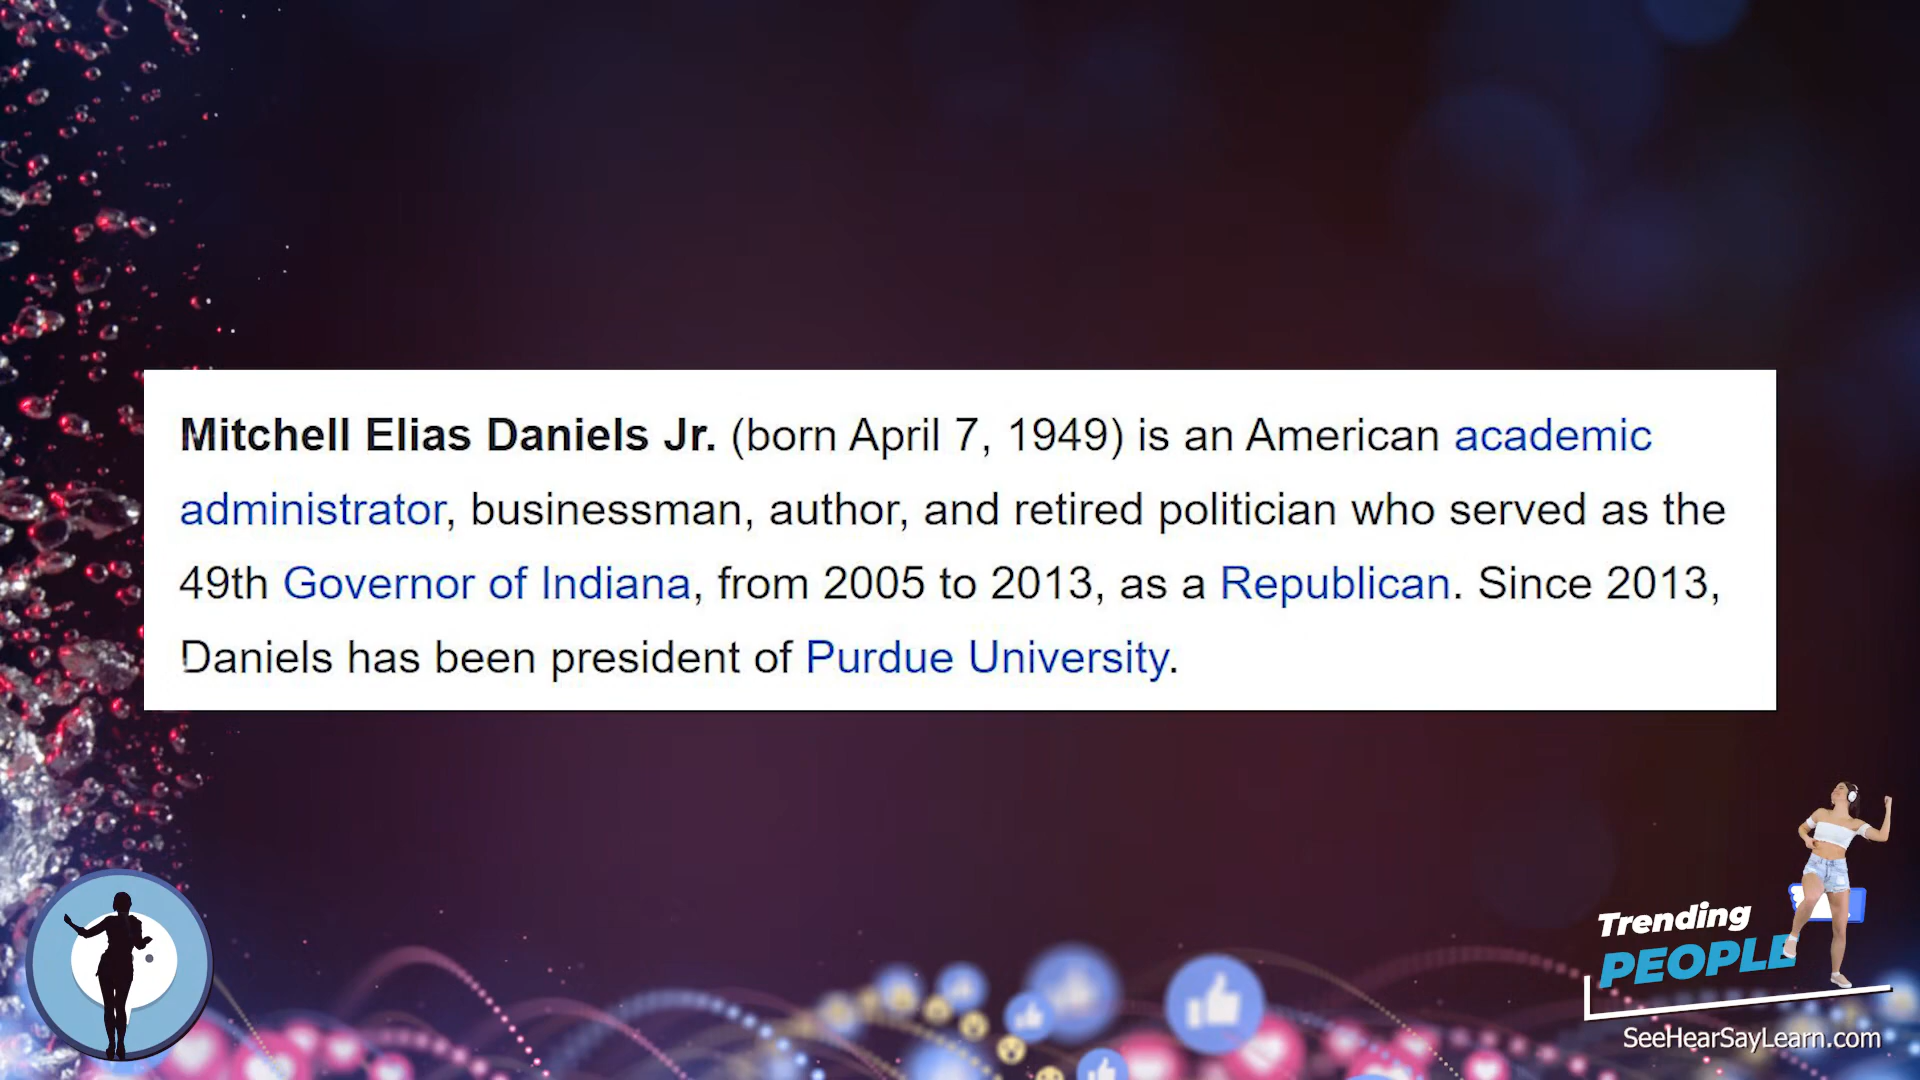 Mitchell Elias Daniels Jr. (born April 7, 1949) is an American academic
administrator, businessman, author, and retired politician who served as the
49th Governor of Indiana, from 2005 to 2013, as a Republican. Since 2013,
Daniels has been president of Purdue University.
Trending
PEOPLE
SeeHearSayLearn.com